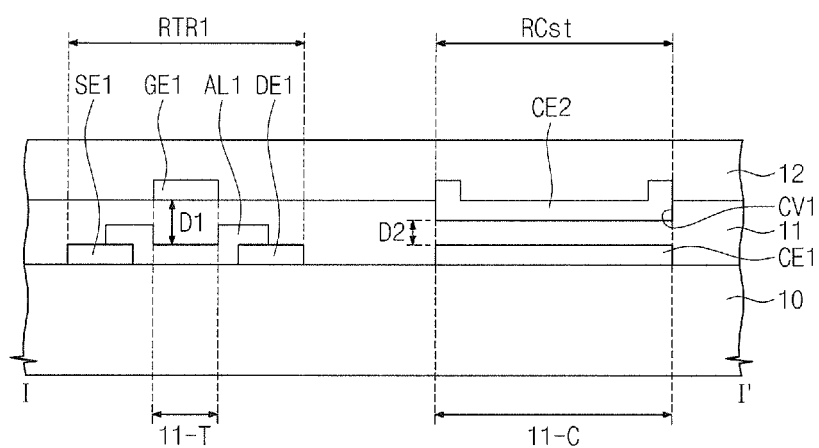 RTR1 RCst
SE1 GE1 AL1 DE1
CE2
12
D1
CV1
D2
11
CE1
10
I I'
11-T 11-C